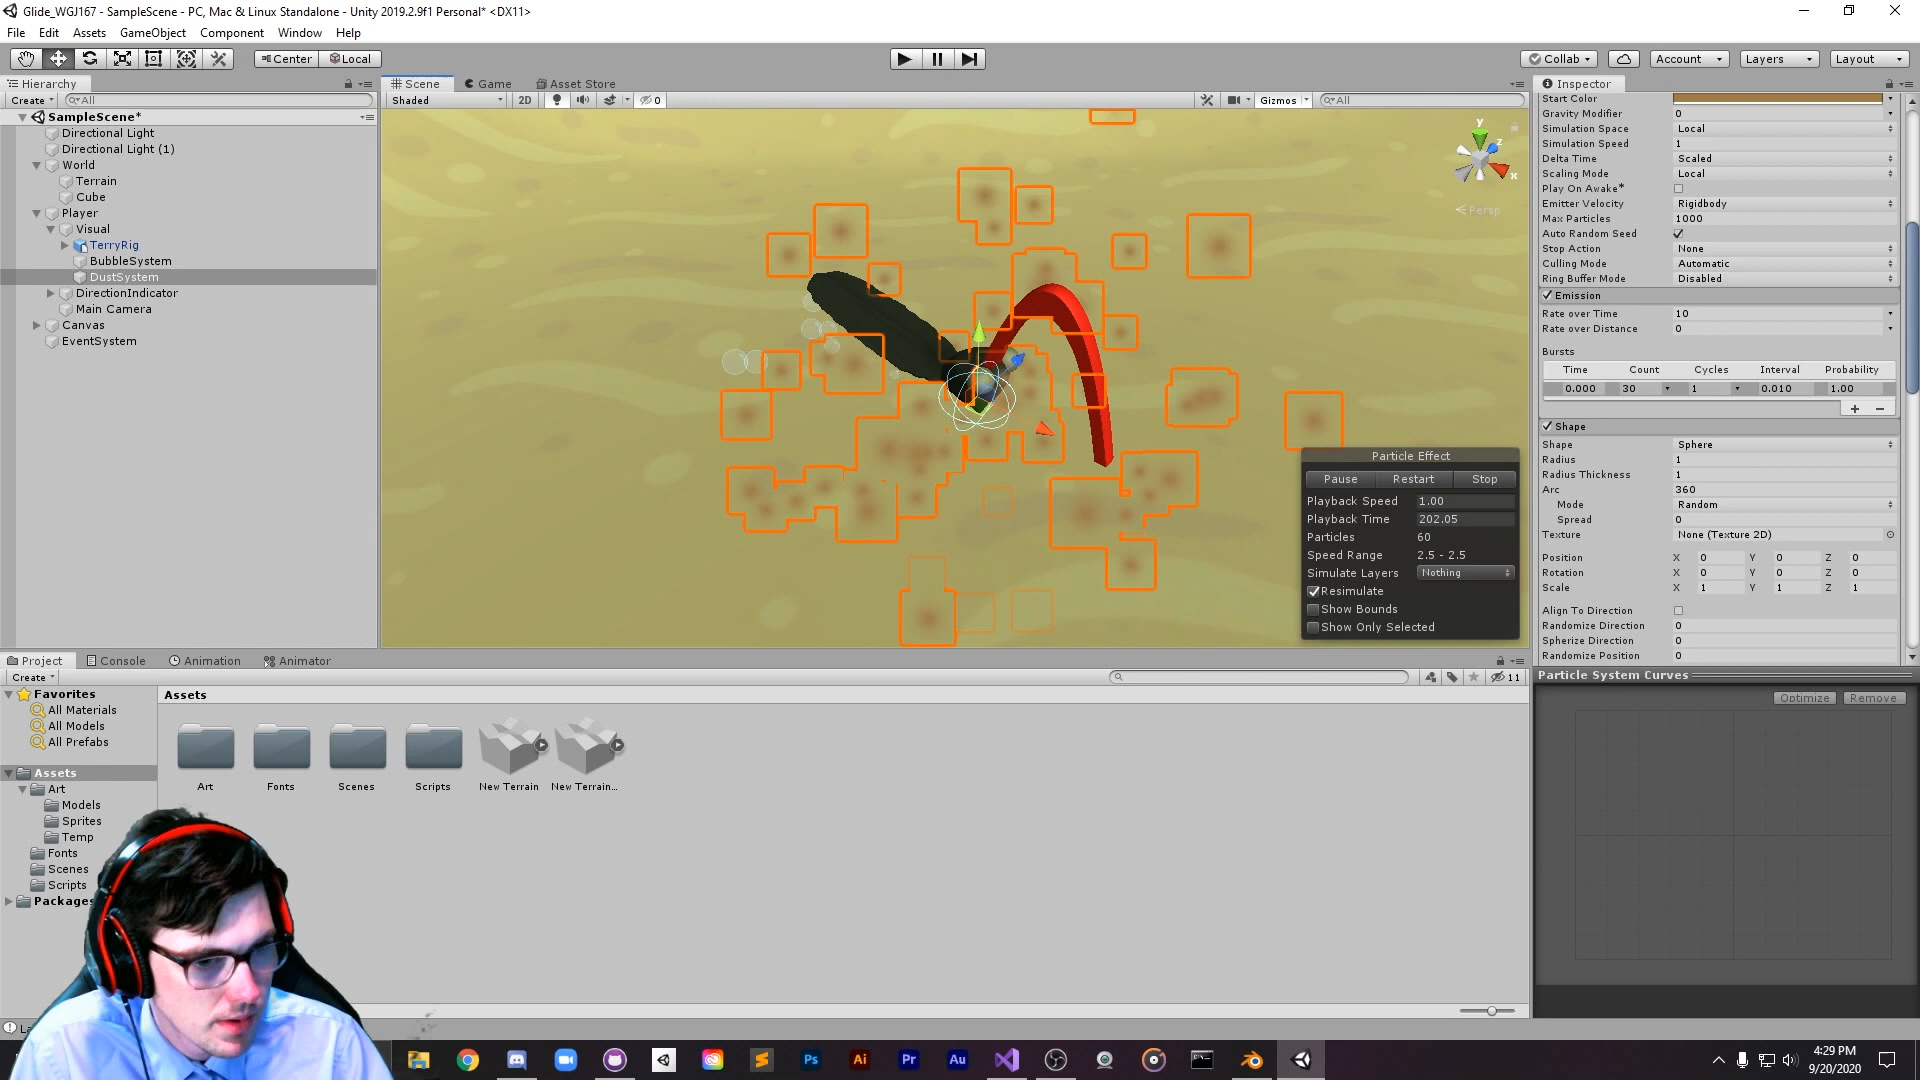 Glide_WGJ167 - SampleScene - PC, Mac & Linux Standalone - Unity 2019.2.9f1 Personal* <DX11>
File Edit Assets GameObject Component Window Help
Center Local Collab Account Layers Layout
Hierarchy
Create All
SampleScene*
Directional Light
Directional Light (1)
World
Terrain
Cube
Player
Visual
TerryRig
BubbleSystem
DustSystem
DirectionIndicator
Main Camera
Canvas
EventSystem
Scene Game Asset Store
Shaded 2D 0 Gizmos All
y
z
x
Persp
Particle Effect
Pause Restart Stop
Playback Speed 1.00
Playback Time 202.05
Particles 60
Speed Range 2.5 - 2.5
Simulate Layers Nothing
Resimulate
Show Bounds
Show Only Selected
Inspector
Start Color
Gravity Modifier 0
Simulation Space Local
Simulation Speed 1
Delta Time Scaled
Scaling Mode Local
Play On Awake*
Emitter Velocity Rigidbody
Max Particles 1000
Auto Random Seed
Stop Action None
Culling Mode Automatic
Ring Buffer Mode Disabled
Emission
Rate over Time 10
Rate over Distance 0
Bursts
Time Count Cycles Interval Probability
0.000 30 1 0.010 1.00
Shape
Shape Sphere
Radius 1
Radius Thickness 1
Arc 360
Mode Random
Spread 0
Texture None (Texture 2D)
Position X 0 Y 0 Z 0
Rotation X 0 Y 0 Z 0
Scale X 1 Y 1 Z 1
Align To Direction
Randomize Direction 0
Spherize Direction 0
Randomize Position 0
Particle System Curves
Optimize Remove
Project Console Animation Animator
Create 11
Favorites
All Materials
All Models
All Prefabs
Assets
Art
Models
Sprites
Temp
Fonts
Scenes
Scripts
Packages
Assets
Art Fonts Scenes Scripts New Terrain New Terrain...
Ps Ai Pr Au
4:29 PM
9/20/2020